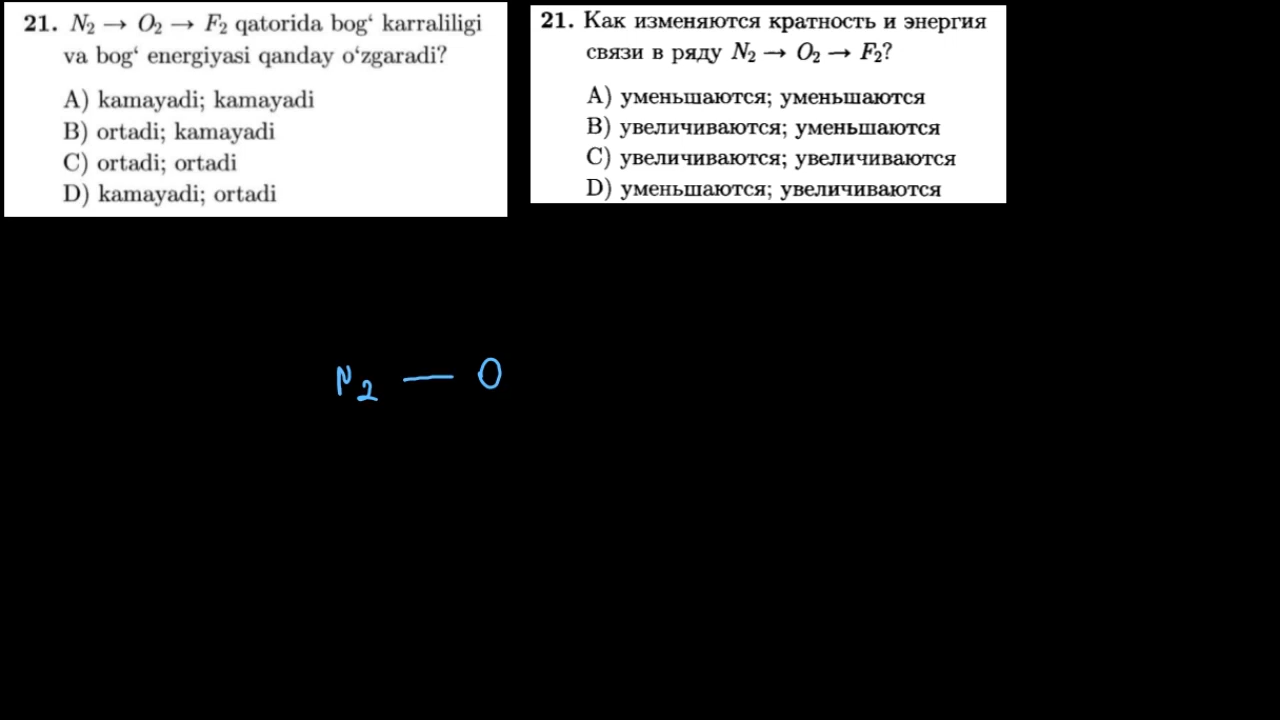 21. N₂ → O₂ → F₂ qatorida bog‘ karraliligi
va bog‘ energiyasi qanday o‘zgaradi?
A) kamayadi; kamayadi
B) ortadi; kamayadi
C) ortadi; ortadi
D) kamayadi; ortadi
21. Как изменяются кратность и энергия
связи в ряду N₂ → O₂ → F₂?
A) уменьшаются; уменьшаются
B) увеличиваются; уменьшаются
C) увеличиваются; увеличиваются
D) уменьшаются; увеличиваются
N₂ — O